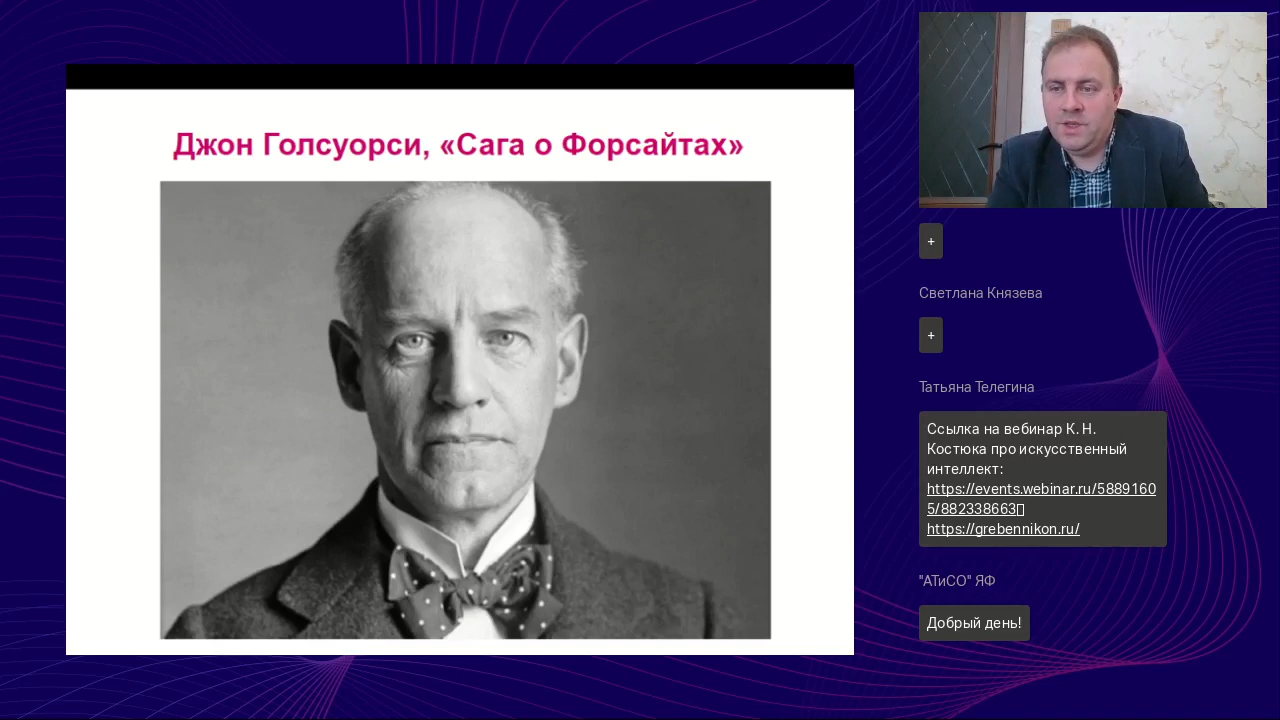 Джон Голсуорси, «Сага о Форсайтах»
+
Светлана Князева
+
Татьяна Телегина
Ссылка на вебинар К. Н.
Костюка про искусственный
интеллект:
https://events.webinar.ru/5889160
5/882338663
https://grebennikon.ru/
"АТиСО" ЯФ
Добрый день!